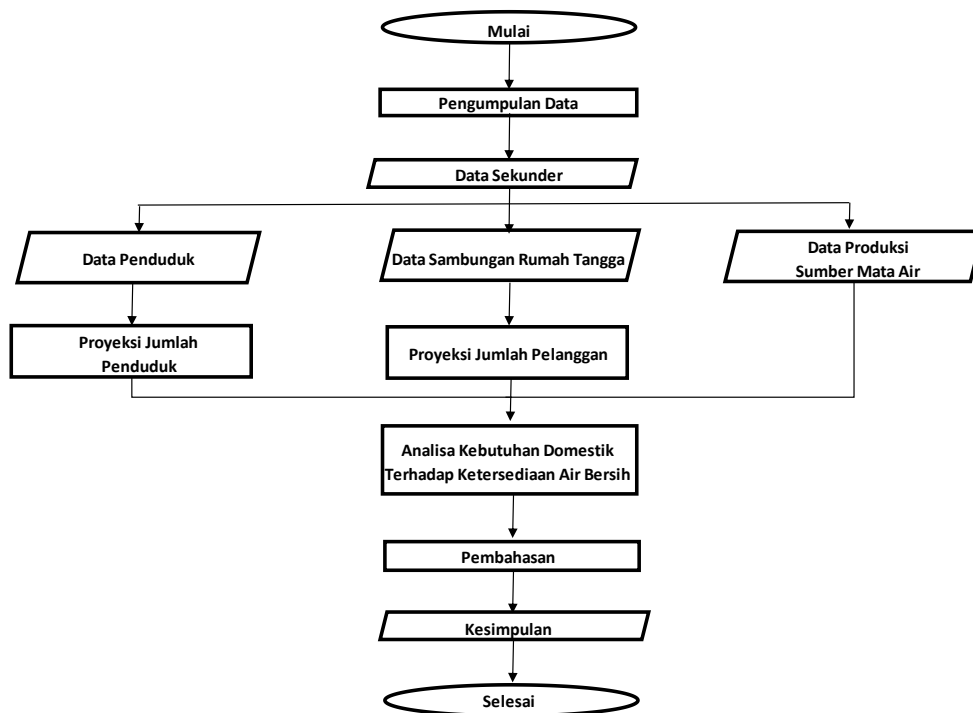 Mulai
Pengumpulan Data
Data Sekunder
Data Penduduk
Data Sambungan Rumah Tangga
Data Produksi
Sumber Mata Air
Proyeksi Jumlah
Penduduk
Proyeksi Jumlah Pelanggan
Analisa Kebutuhan Domestik
Terhadap Ketersediaan Air Bersih
Pembahasan
Kesimpulan
Selesai